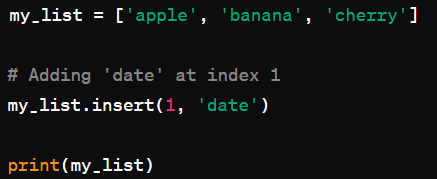 my_list = ['apple', 'banana', 'cherry']
# Adding 'date' at index 1
my_list.insert(1, 'date')
print(my_list)